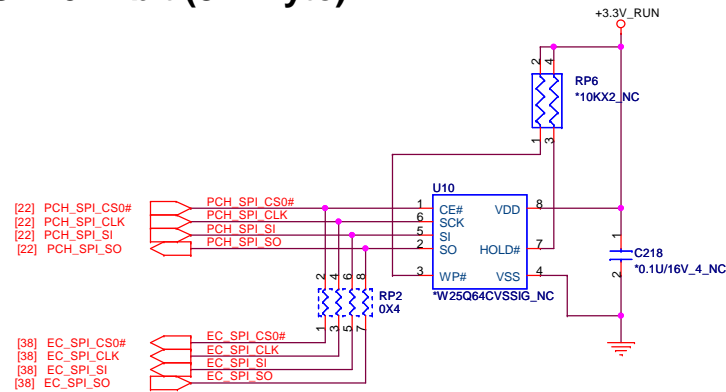 +3.3V_RUN
2 4
RP6
*10KX2_NC
1 3
U10
[22] PCH_SPI_CS0# PCH_SPI_CS0# 1 CE# VDD 8
[22] PCH_SPI_CLK PCH_SPI_CLK 6 SCK
[22] PCH_SPI_SI PCH_SPI_SI 5 SI
[22] PCH_SPI_SO PCH_SPI_SO 2 SO HOLD# 7
1
C218
*0.1U/16V_4_NC
2
3 WP# VSS 4
*W25Q64CVSSIG_NC
2 4 6 8
RP2
0X4
1 3 5 7
[38] EC_SPI_CS0# EC_SPI_CS0#
[38] EC_SPI_CLK EC_SPI_CLK
[38] EC_SPI_SI EC_SPI_SI
[38] EC_SPI_SO EC_SPI_SO